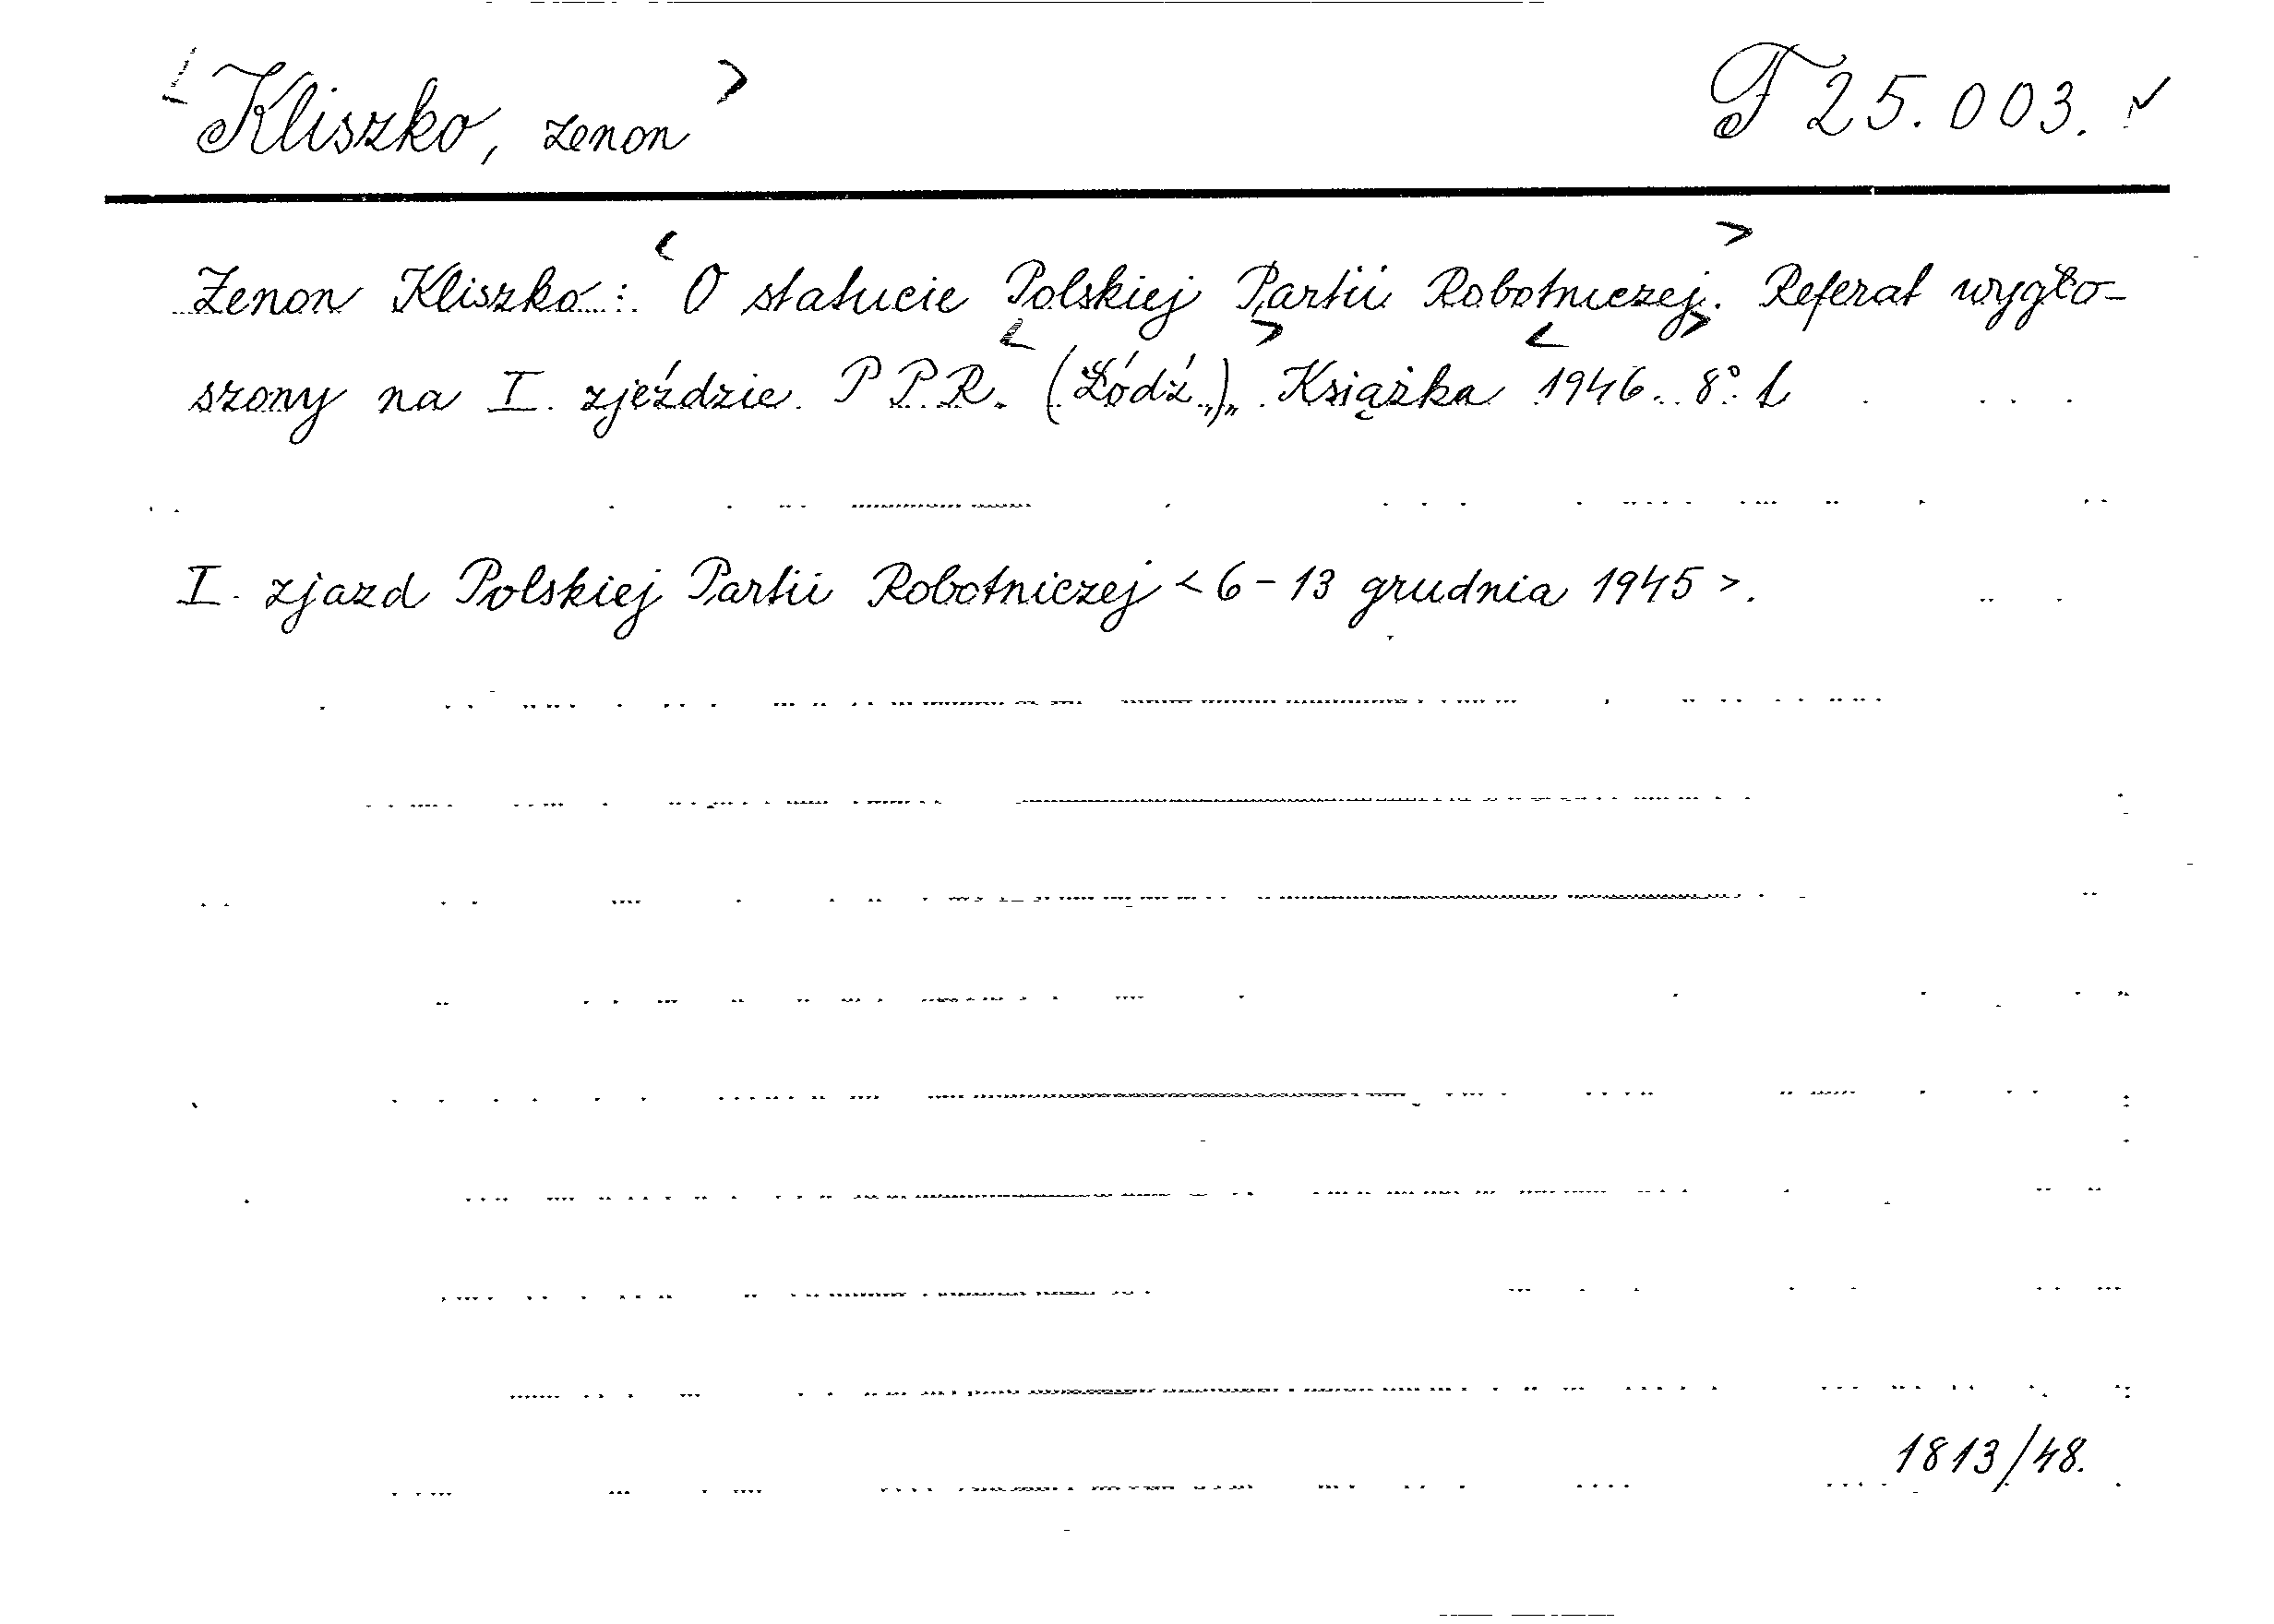 <Kliszko, Zenon> T 25.003. ✓
Zenon Kliszko: <O statucie Polskiej Partii Robotniczej.> Referat wygło-
szony na I. zjeździe. P P.R. (<Łódź,)> <Książka> 1946. 8°.
I. zjazd Polskiej Partii Robotniczej <6-13 grudnia 1945>.
1813/48.